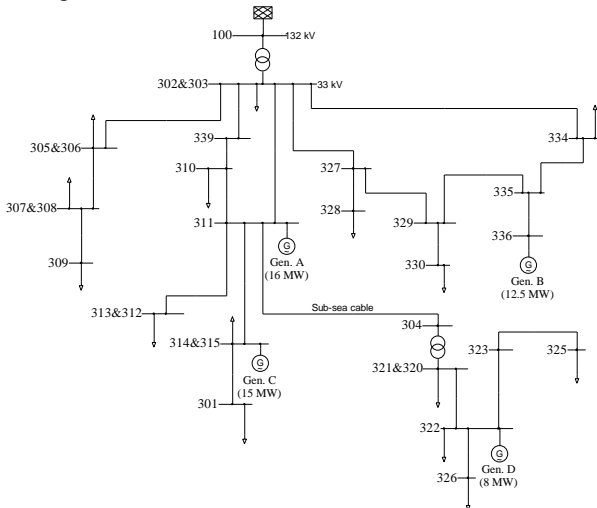 100
132 kV
302&303
33 kV
339
334
305&306
310
327
335
307&308
328
311
329
336
G
Gen. A
(16 MW)
309
330
G
Gen. B
(12.5 MW)
Sub-sea cable
313&312
304
314&315
323
325
G
Gen. C
(15 MW)
321&320
301
322
G
Gen. D
(8 MW)
326